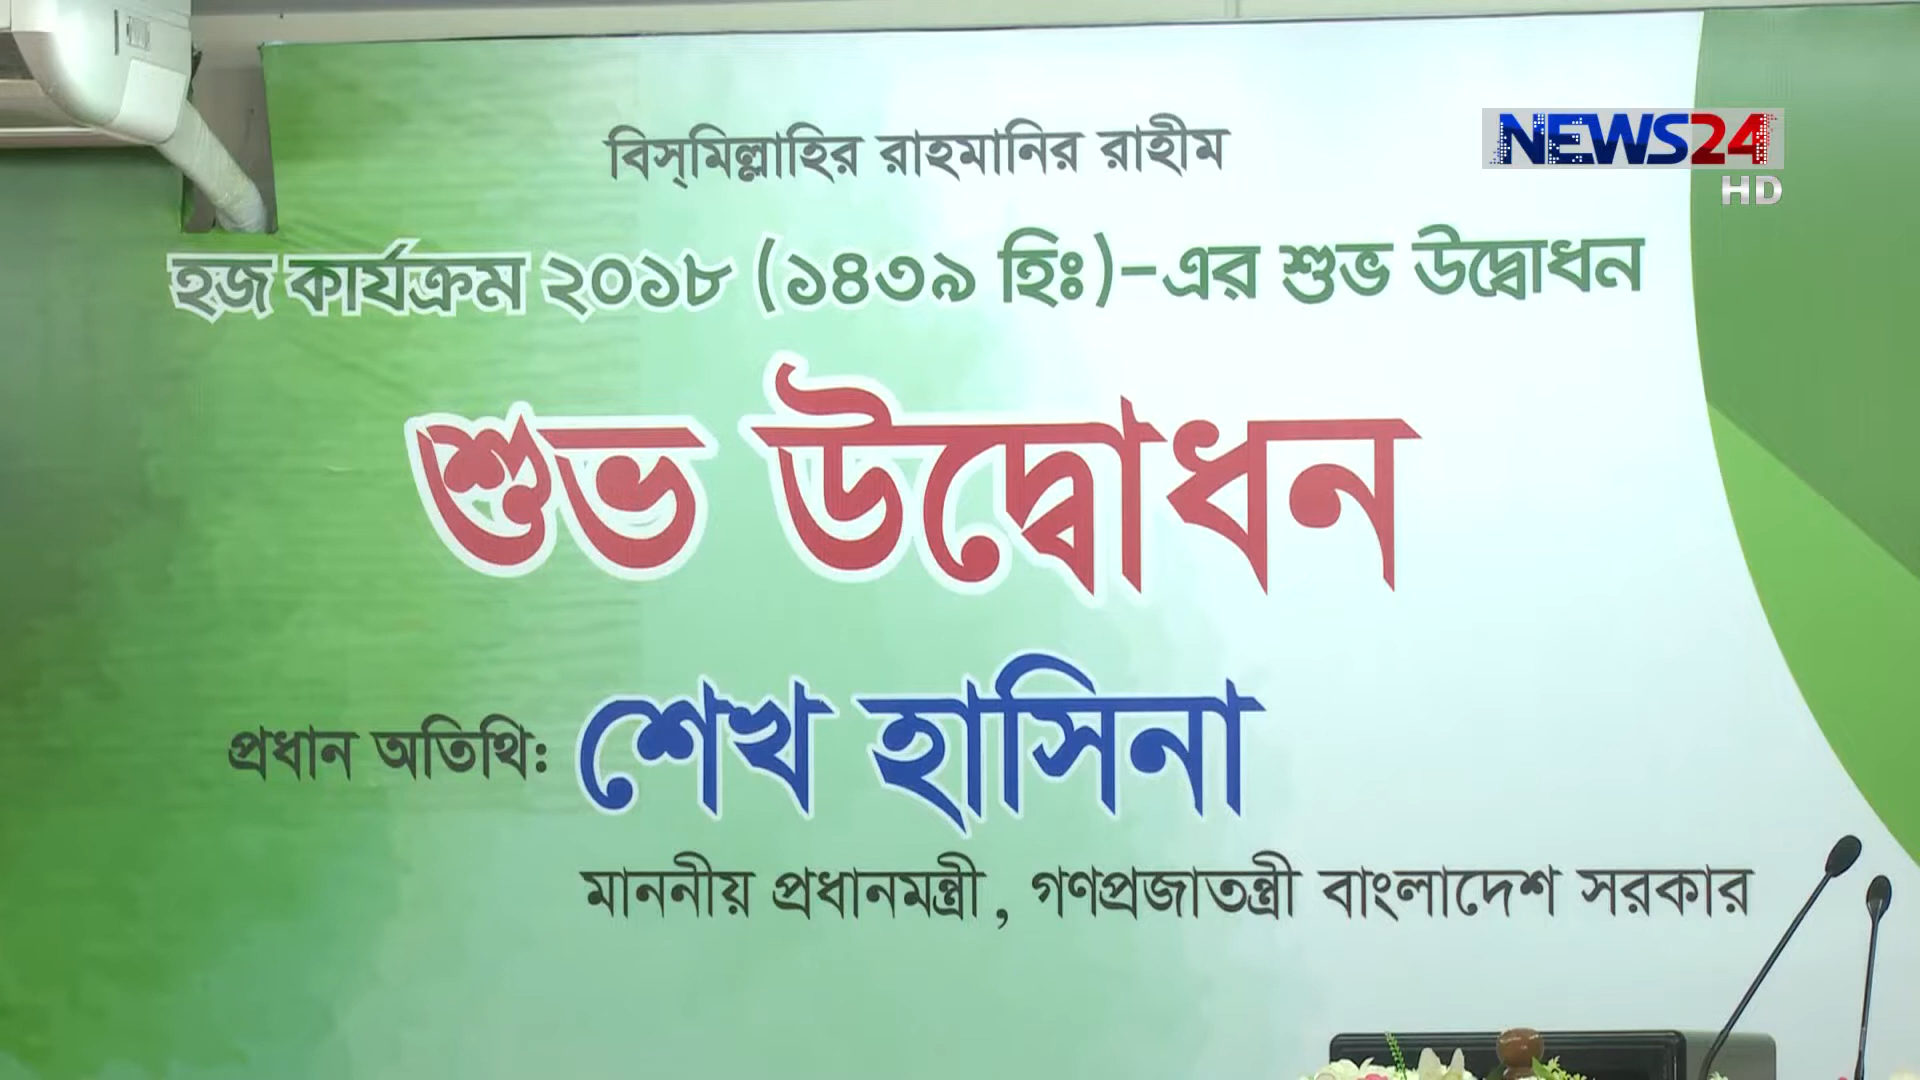 বিস্‌মিল্লাহির রাহমানির রাহীম
NEWS24
HD
হজ কার্যক্রম ২০১৮ (১৪৩৯ হিঃ)-এর শুভ উদ্বোধন
শুভ উদ্বোধন
প্রধান অতিথি: শেখ হাসিনা
মাননীয় প্রধানমন্ত্রী, গণপ্রজাতন্ত্রী বাংলাদেশ সরকার